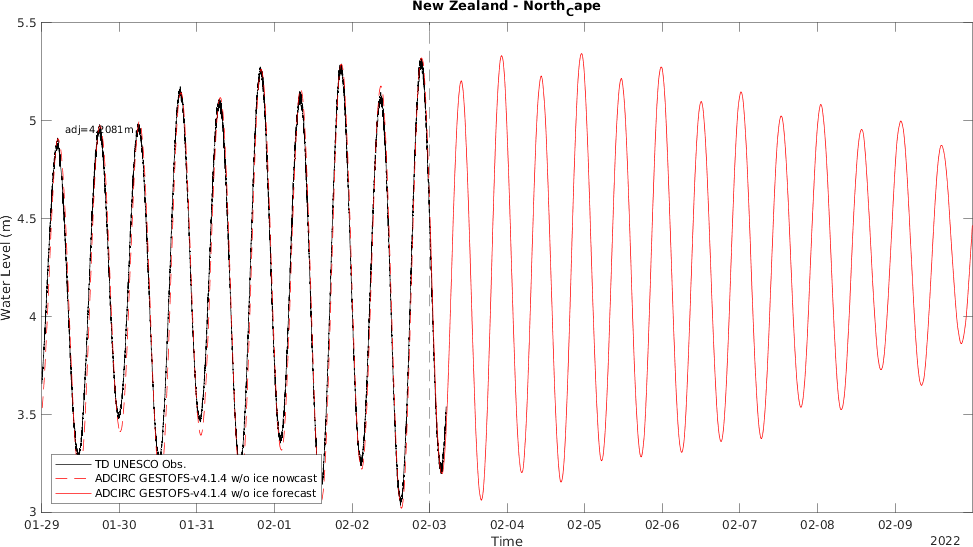 New Zealand - NorthCape
5.5
5
4.5
4
3.5
3
Water Level (m)
adj=4.2081m
TD UNESCO Obs.
ADCIRC GESTOFS-v4.1.4 w/o ice nowcast
ADCIRC GESTOFS-v4.1.4 w/o ice forecast
01-29 01-30 01-31 02-01 02-02 02-03 02-04 02-05 02-06 02-07 02-08 02-09
Time
2022